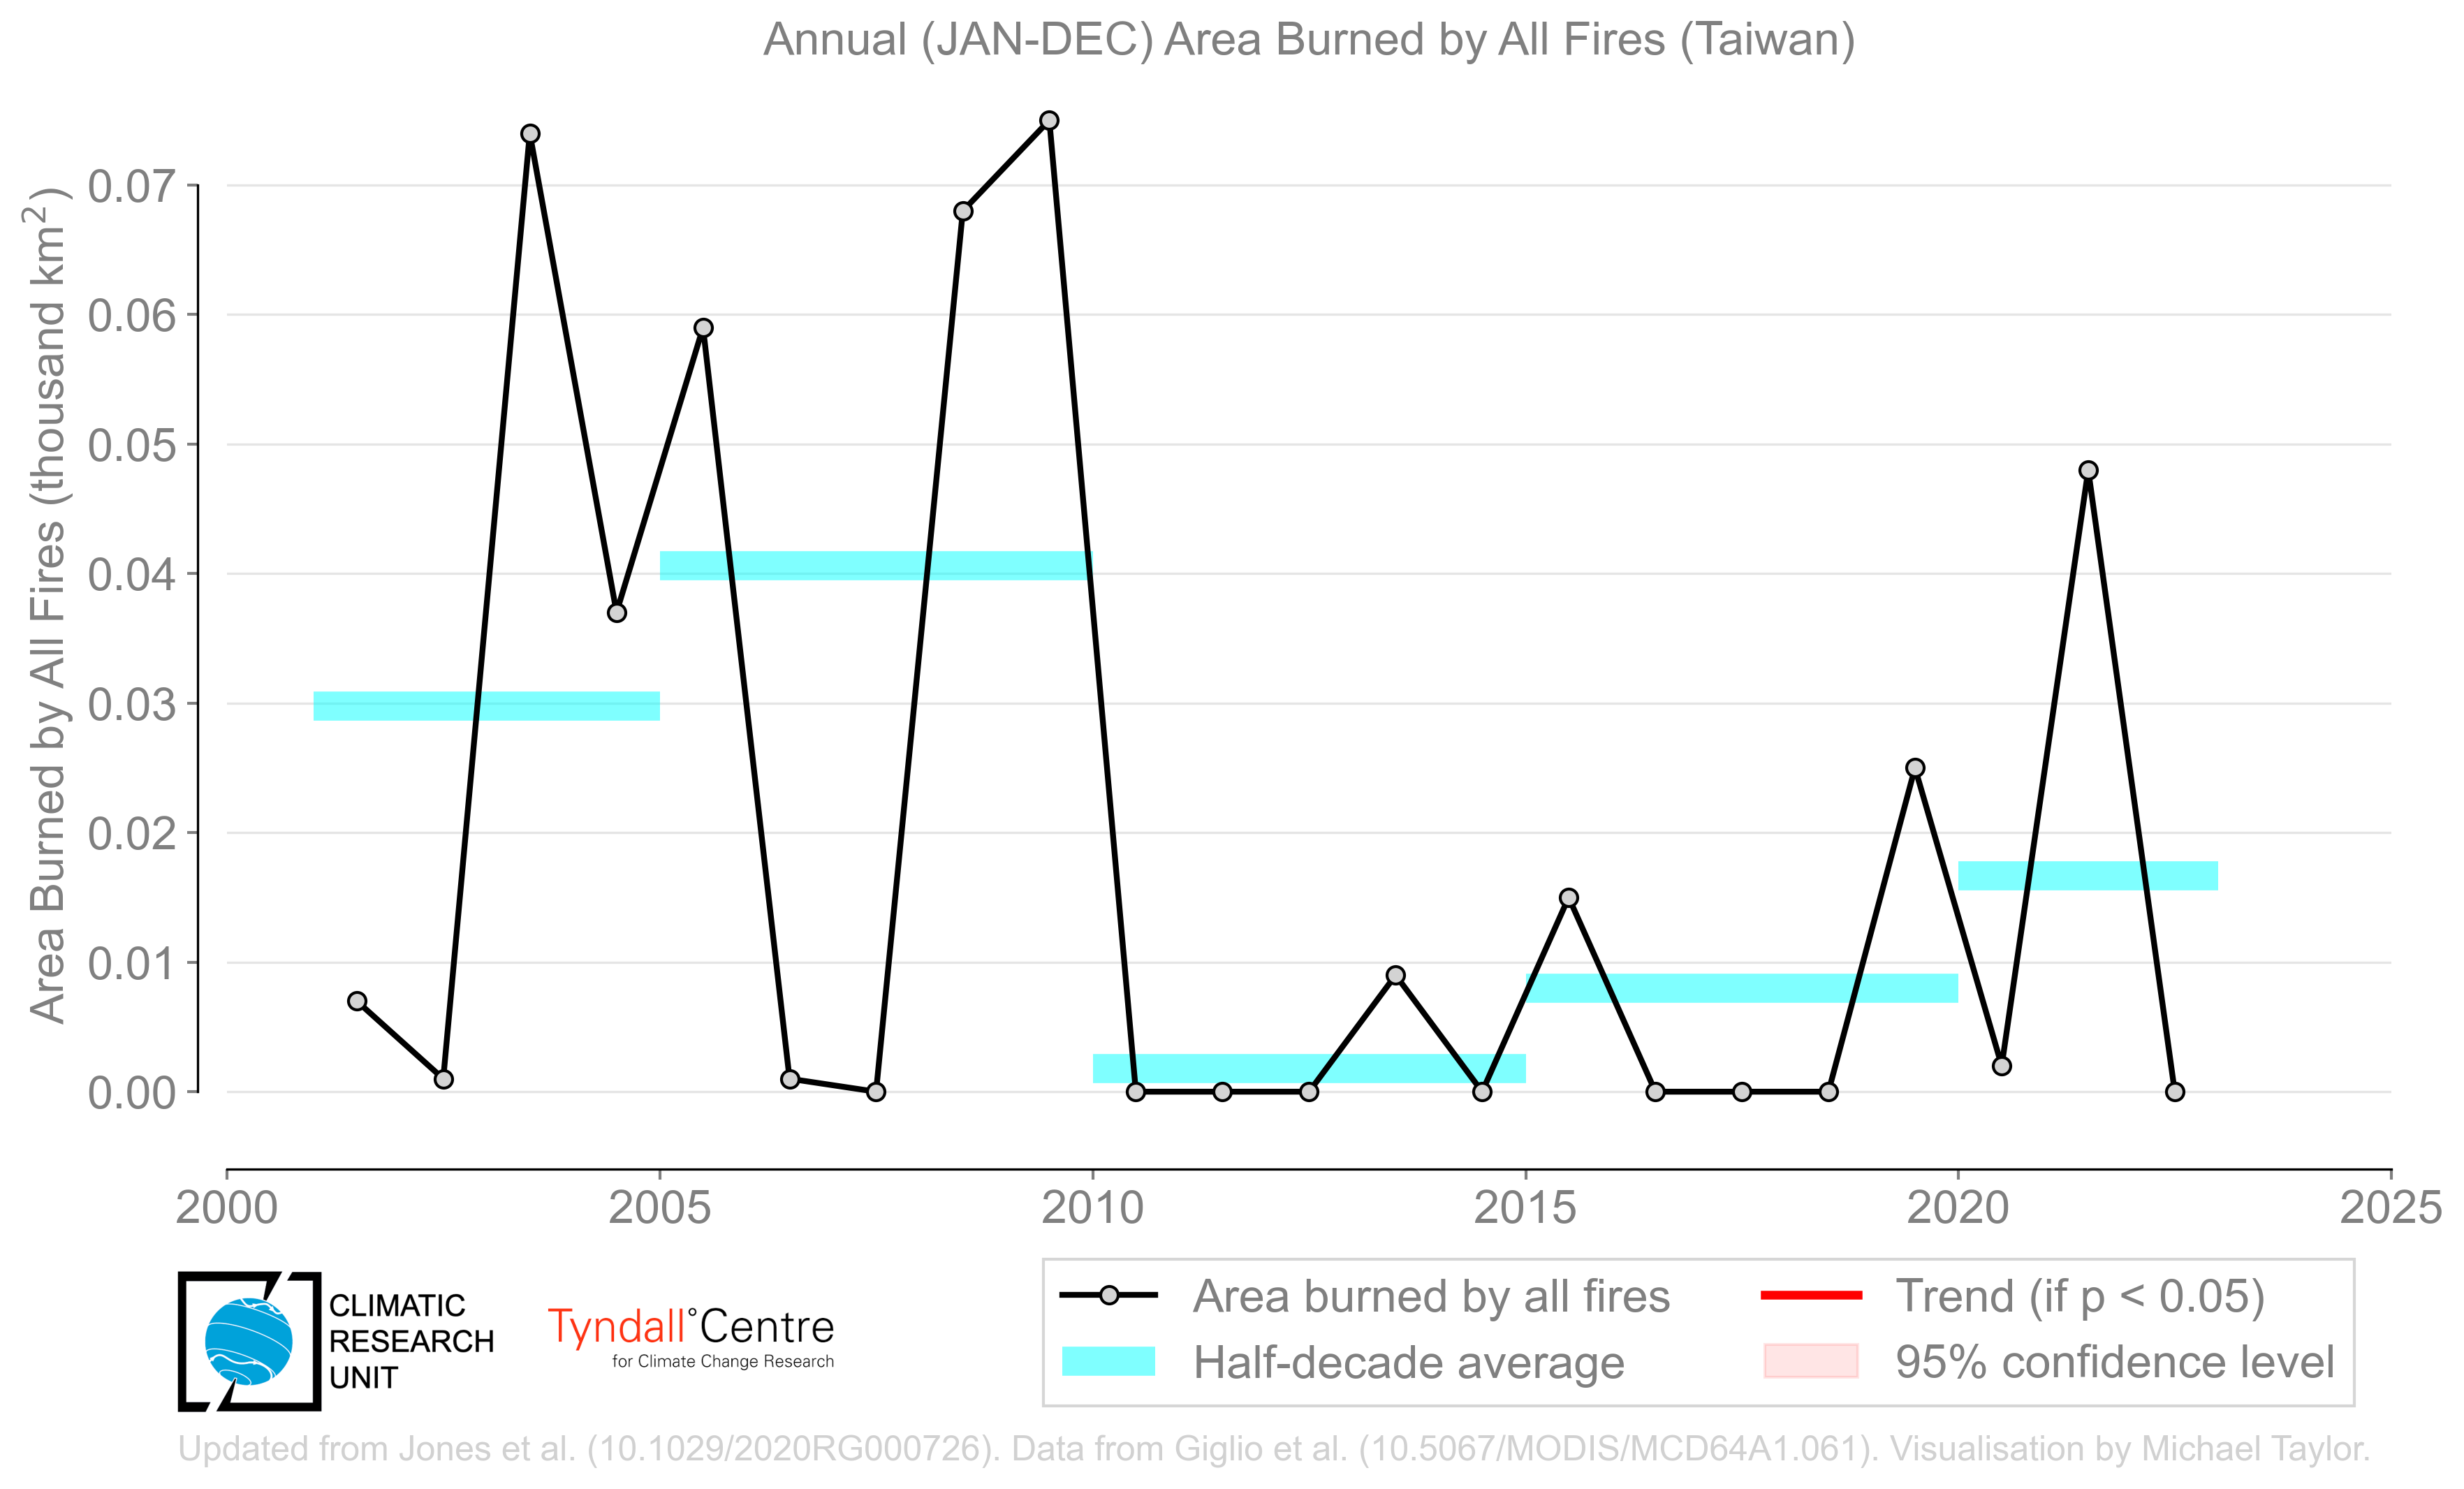 Annual (JAN-DEC) Area Burned by All Fires (Taiwan)
Area Burned by All Fires (thousand km²)
0.07
0.06
0.05
0.04
0.03
0.02
0.01
0.00
2000 2005 2010 2015 2020 2025
CLIMATIC
RESEARCH
UNIT
Tyndall°Centre
for Climate Change Research
Area burned by all fires
Half-decade average
Trend (if p < 0.05)
95% confidence level
Updated from Jones et al. (10.1029/2020RG000726). Data from Giglio et al. (10.5067/MODIS/MCD64A1.061). Visualisation by Michael Taylor.